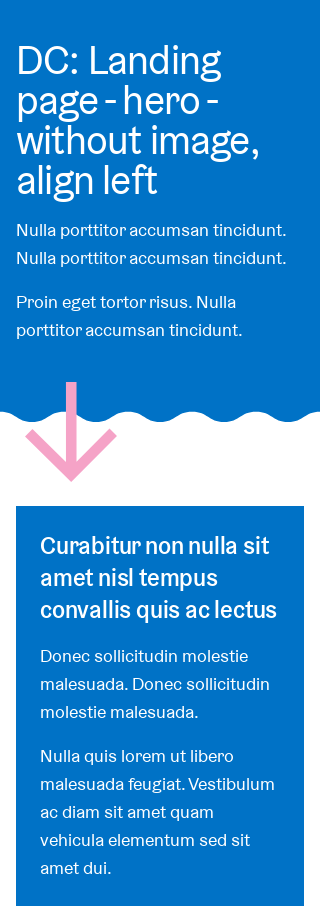 DC: Landing
page - hero -
without image,
align left
Nulla porttitor accumsan tincidunt.
Nulla porttitor accumsan tincidunt.
Proin eget tortor risus. Nulla
porttitor accumsan tincidunt.
Curabitur non nulla sit
amet nisl tempus
convallis quis ac lectus
Donec sollicitudin molestie
malesuada. Donec sollicitudin
molestie malesuada.
Nulla quis lorem ut libero
malesuada feugiat. Vestibulum
ac diam sit amet quam
vehicula elementum sed sit
amet dui.